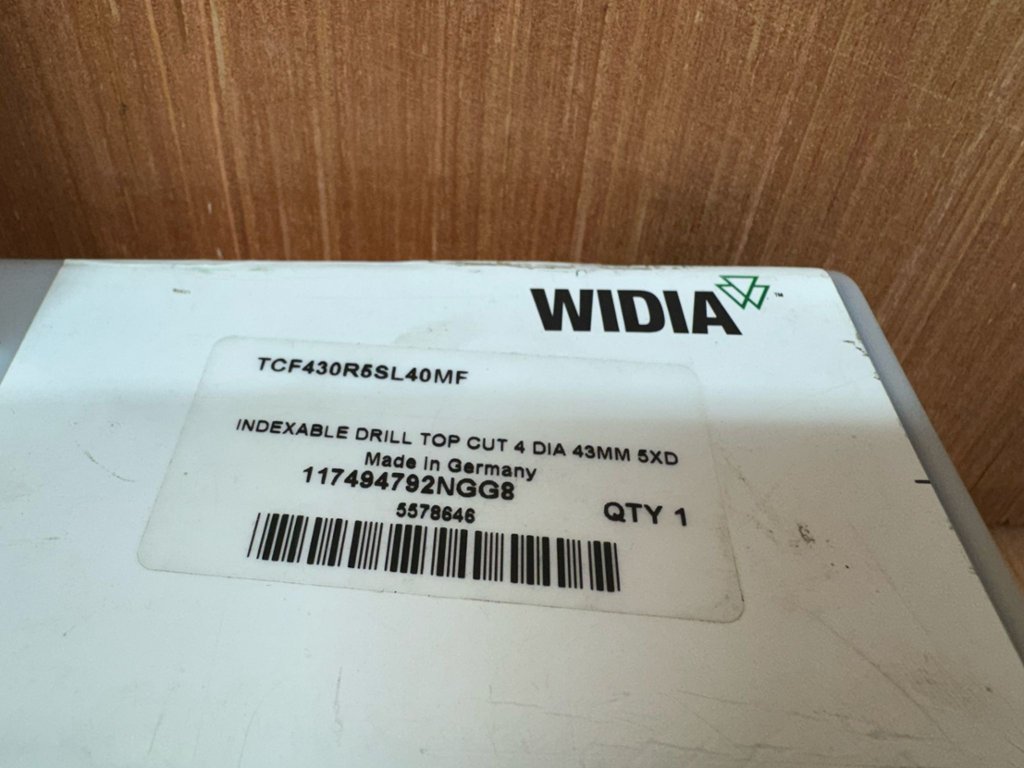 WIDIA™
TCF430R5SL40MF
INDEXABLE DRILL TOP CUT 4 DIA 43MM 5XD
Made in Germany
117494792NGG8
5578646
QTY 1